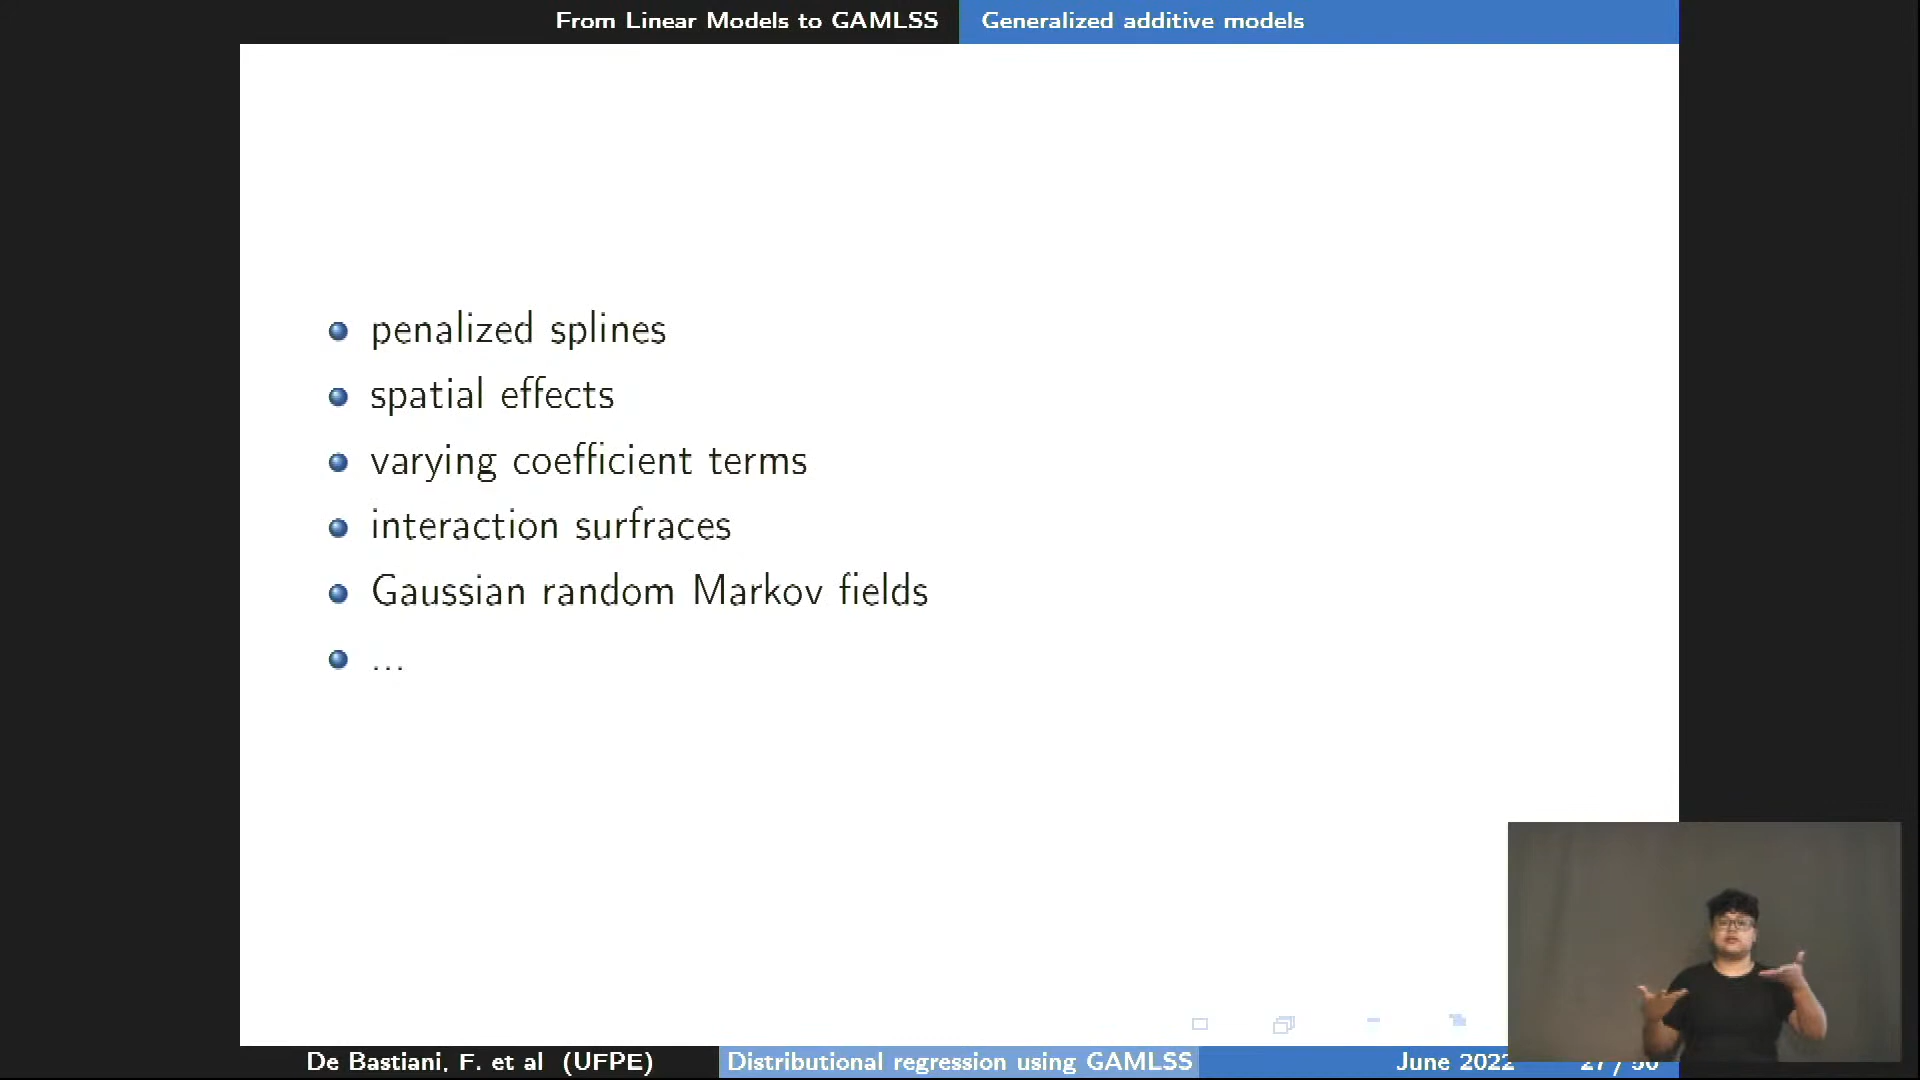 From Linear Models to GAMLSS Generalized additive models
penalized splines
spatial effects
varying coefficient terms
interaction surfraces
Gaussian random Markov fields
...
De Bastiani, F. et al (UFPE) Distributional regression using GAMLSS June 2022